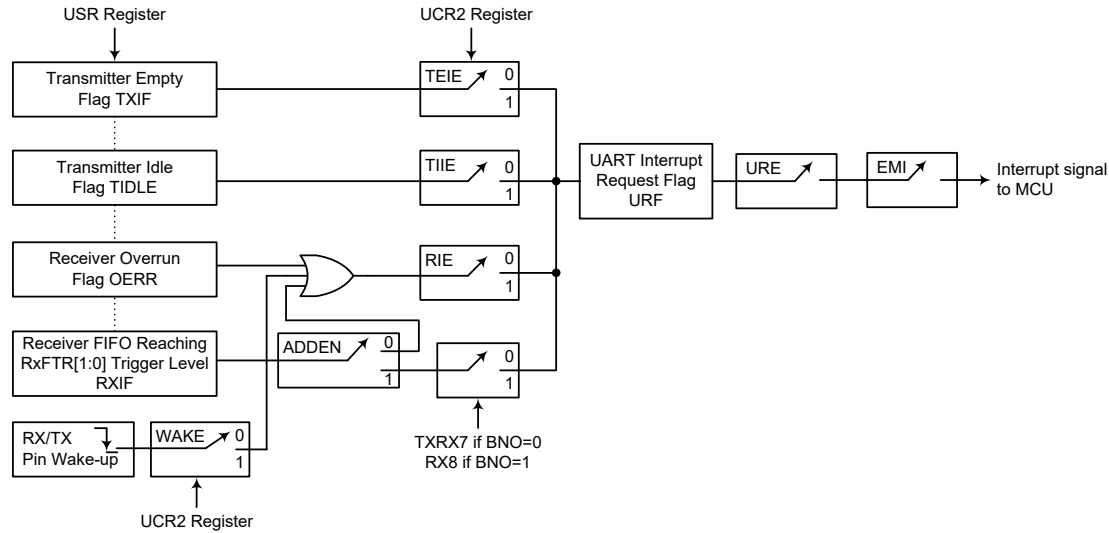 USR Register
UCR2 Register
Transmitter Empty
Flag TXIF
TEIE
0
1
Transmitter Idle
Flag TIDLE
TIIE
0
1
UART Interrupt
Request Flag
URF
URE
EMI
Interrupt signal
to MCU
Receiver Overrun
Flag OERR
RIE
0
1
Receiver FIFO Reaching
RxFTR[1:0] Trigger Level
RXIF
ADDEN
0
1
0
1
RX/TX
Pin Wake-up
WAKE
0
1
TXRX7 if BNO=0
RX8 if BNO=1
UCR2 Register